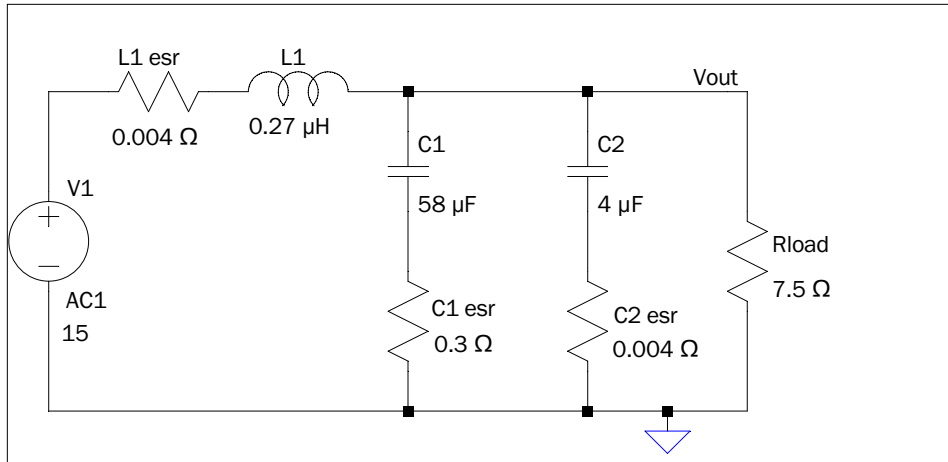 L1 esr
0.004 Ω
L1
0.27 µH
Vout
C1
58 µF
C1 esr
0.3 Ω
C2
4 µF
C2 esr
0.004 Ω
Rload
7.5 Ω
V1
AC1
15